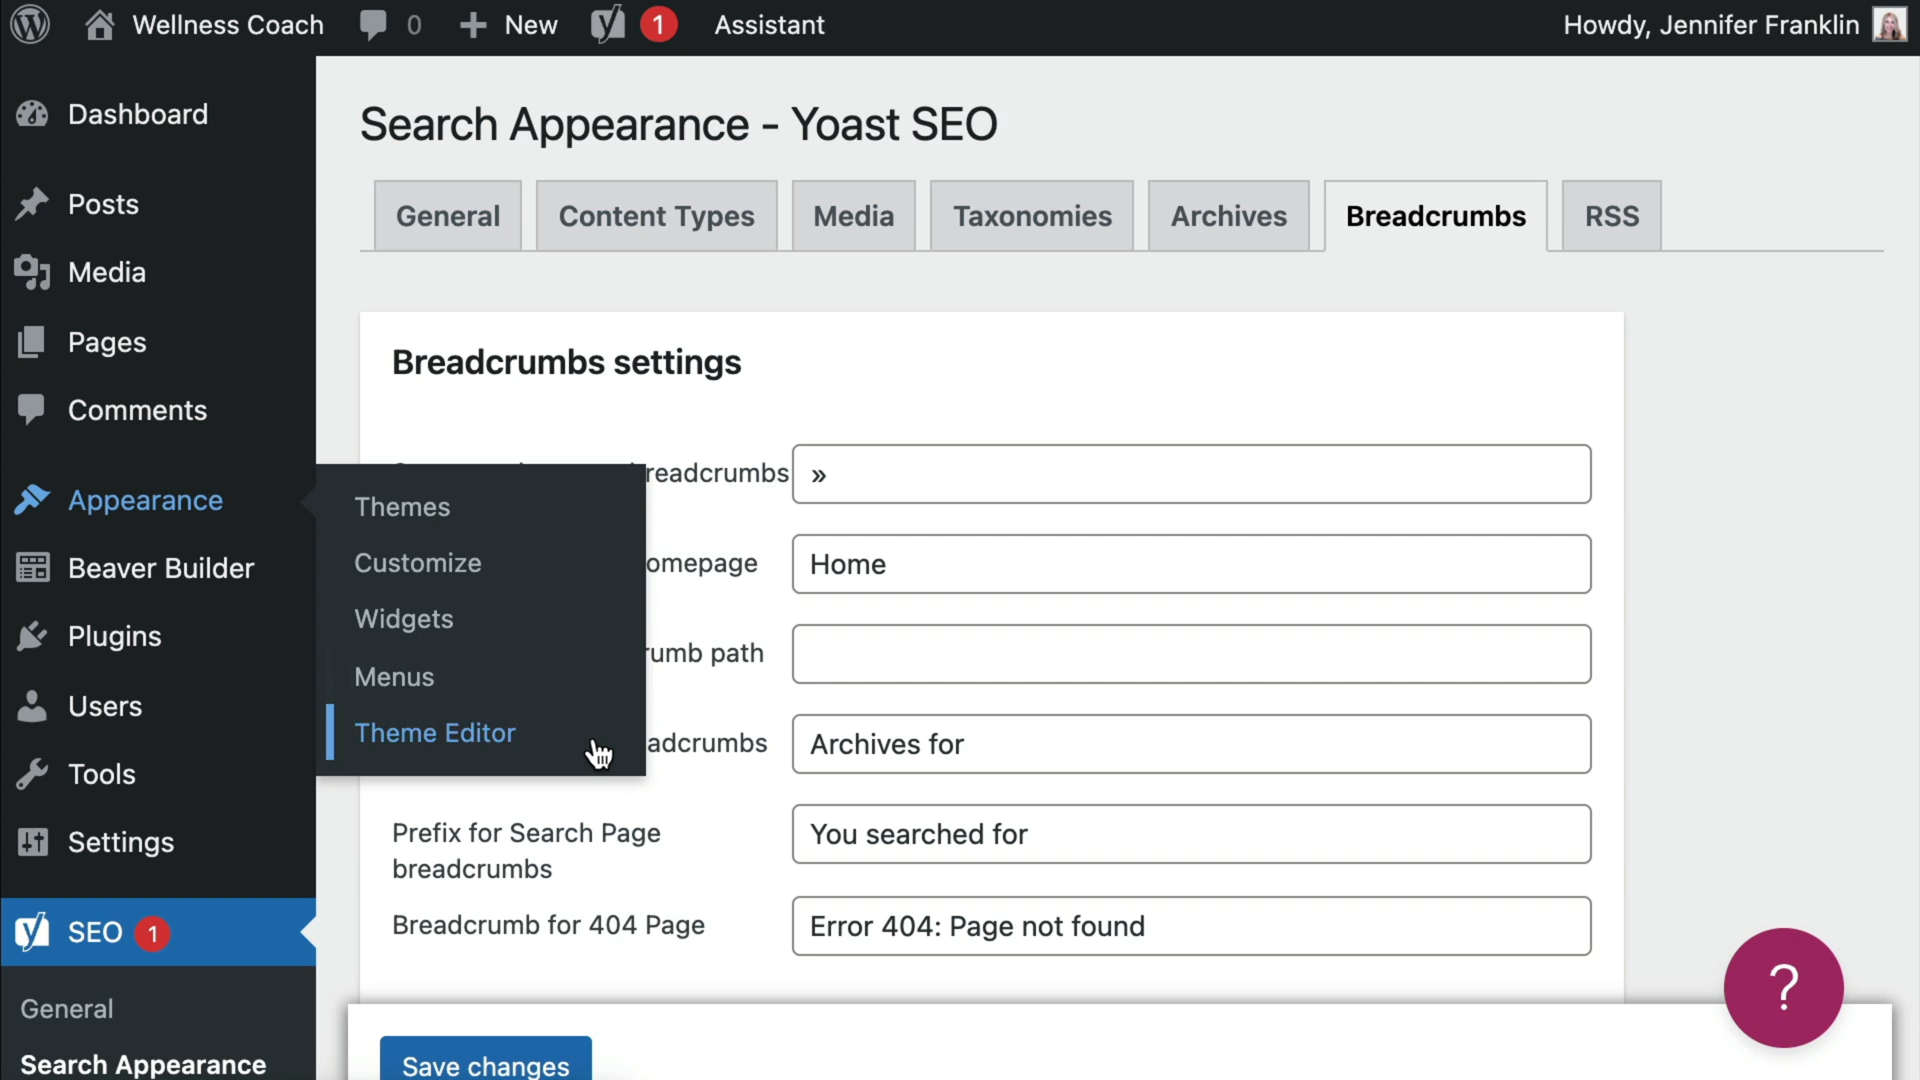 Wellness Coach
0
New
1
Assistant
Howdy, Jennifer Franklin
Dashboard
Posts
Media
Pages
Comments
Appearance
Beaver Builder
Plugins
Users
Tools
Settings
SEO 1
General
Search Appearance
Themes
Customize
Widgets
Menus
Theme Editor
Search Appearance - Yoast SEO
General
Content Types
Media
Taxonomies
Archives
Breadcrumbs
RSS
Breadcrumbs settings
readcrumbs
»
omepage
Home
rumb path
adcrumbs
Archives for
Prefix for Search Page
breadcrumbs
You searched for
Breadcrumb for 404 Page
Error 404: Page not found
Save changes
?